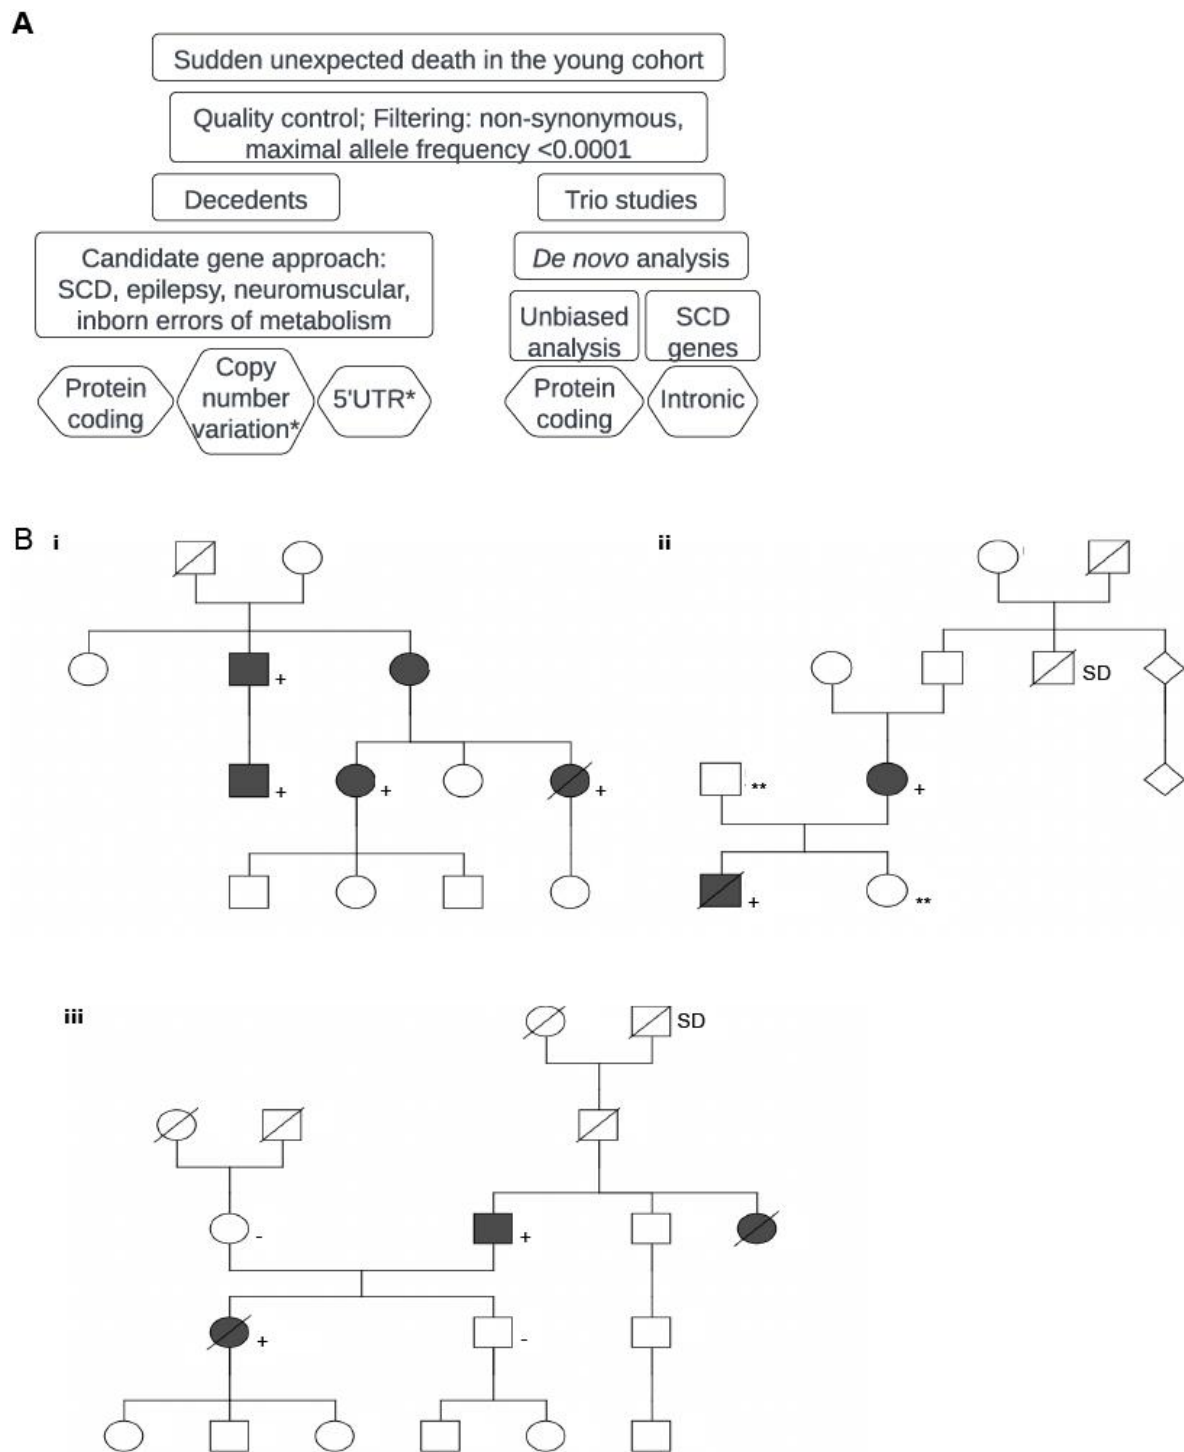 A
Sudden unexpected death in the young cohort
Quality control; Filtering: non-synonymous,
maximal allele frequency <0.0001
Decedents
Trio studies
Candidate gene approach:
SCD, epilepsy, neuromuscular,
inborn errors of metabolism
De novo analysis
Unbiased
analysis
SCD
genes
Protein
coding
Copy
number
variation*
5'UTR*
Protein
coding
Intronic
B
i
+
+
+
+
ii
SD
**
+
+
**
iii
SD
-
+
+
-